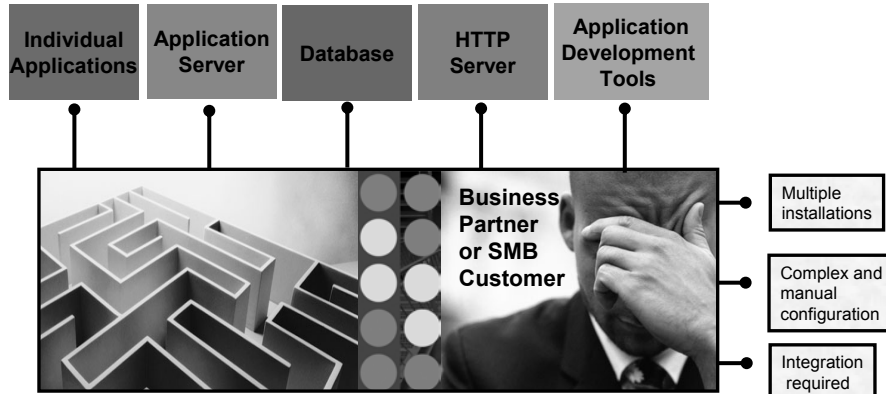 Individual
Applications
Application
Server
Database
HTTP
Server
Application
Development
Tools
Business
Partner
or SMB
Customer
Multiple
installations
Complex and
manual
configuration
Integration
required